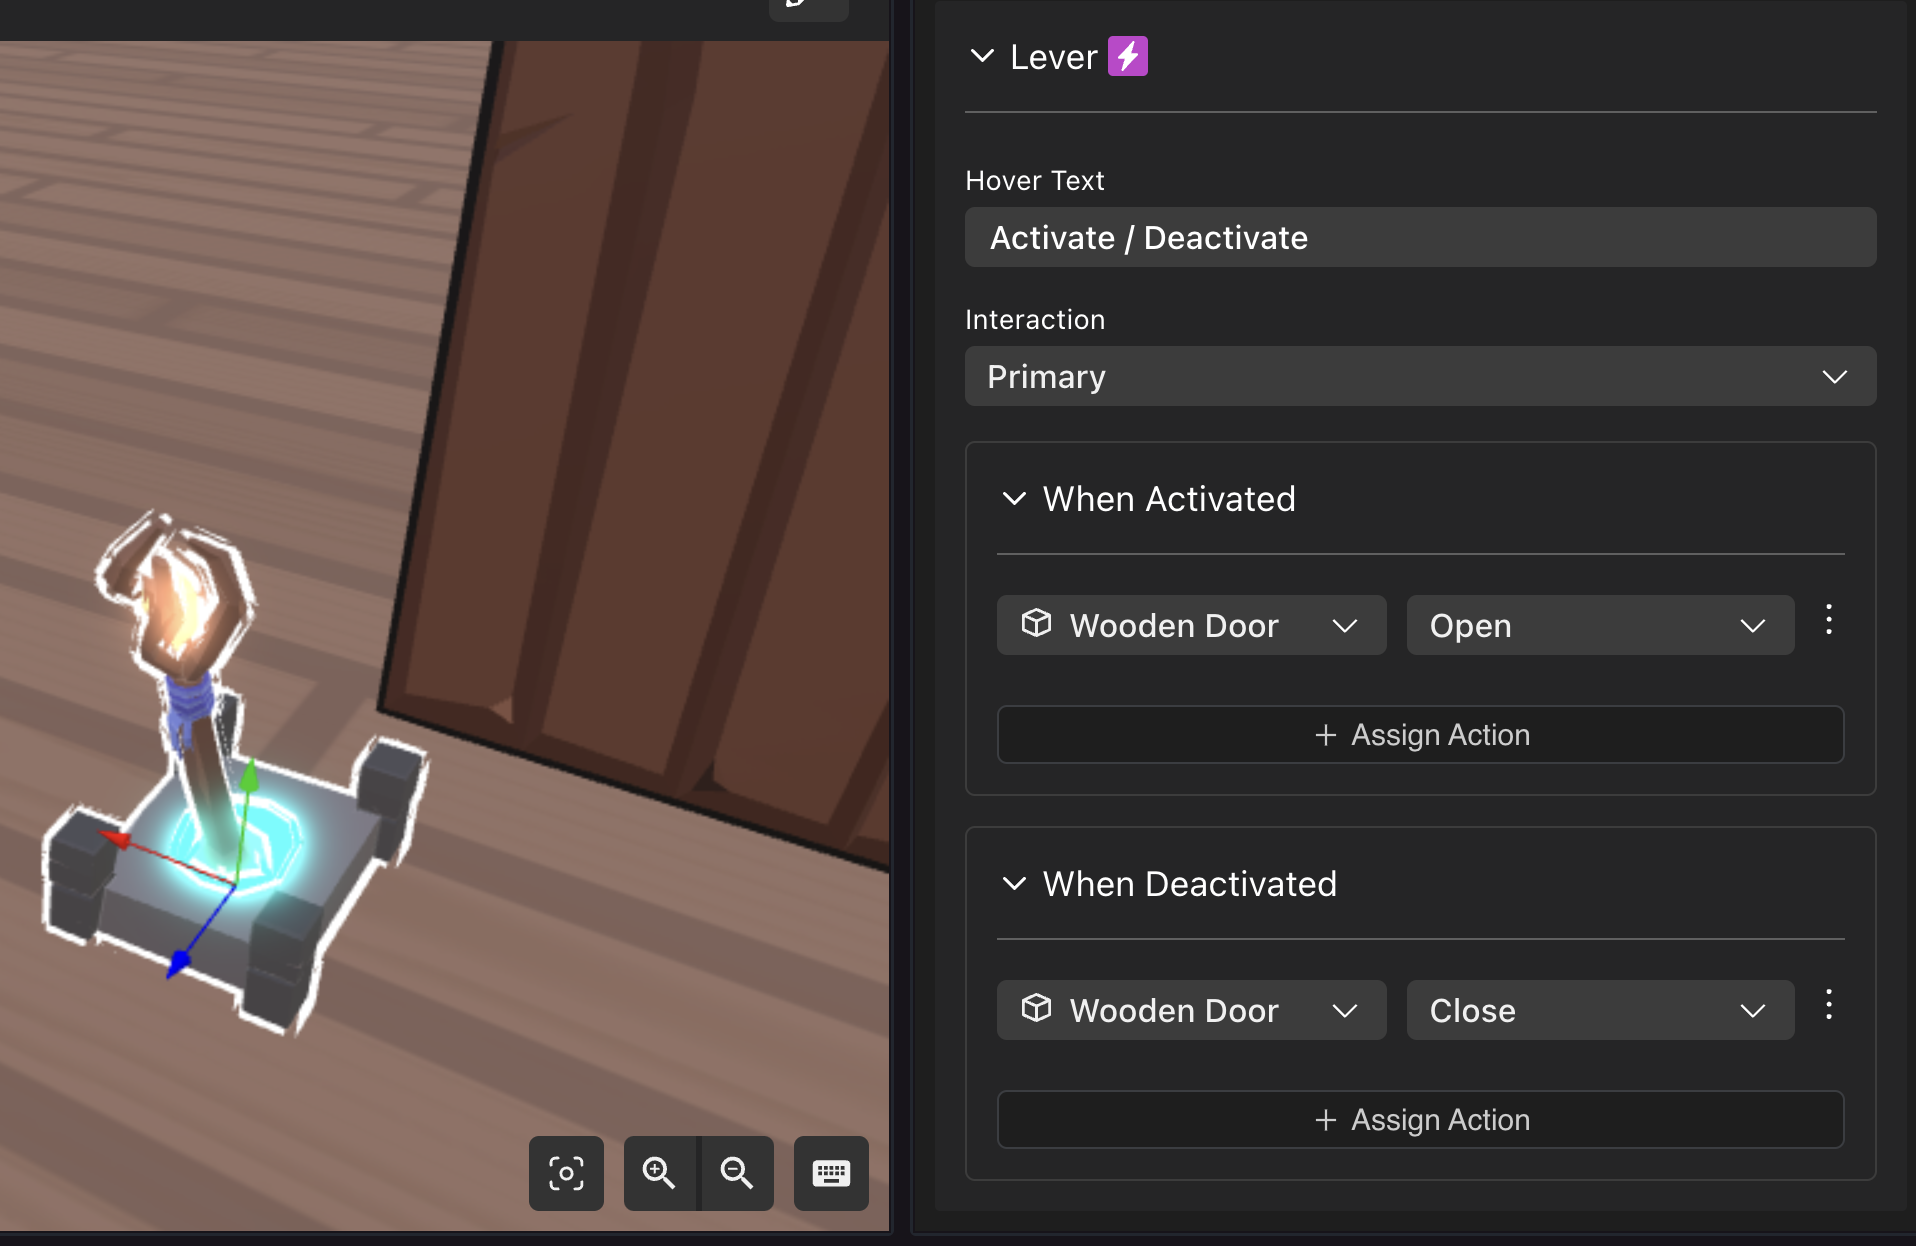 Lever
Hover Text
Activate / Deactivate
Interaction
Primary
When Activated
Wooden Door Open
+ Assign Action
When Deactivated
Wooden Door Close
+ Assign Action